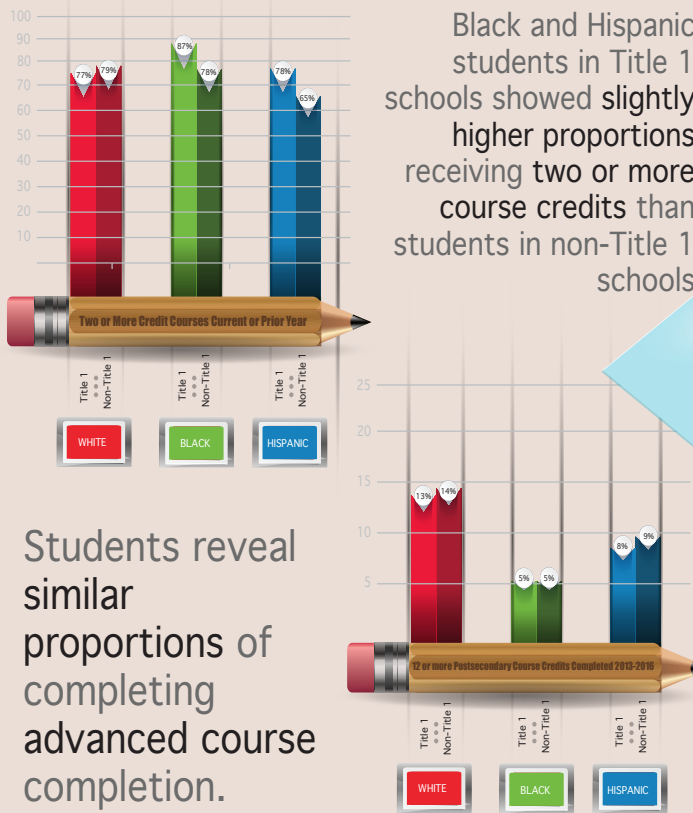 100
90
80
70
60
50
40
30
20
10
77%
79%
87%
78%
78%
65%
Two or More Credit Courses Current or Prior Year
Title 1
Non-Title 1
Title 1
Non-Title 1
Title 1
Non-Title 1
WHITE
BLACK
HISPANIC
Black and Hispanic
students in Title 1
schools showed slightly
higher proportions
receiving two or more
course credits than
students in non-Title 1
schools
Students reveal
similar
proportions of
completing
advanced course
completion.
25
20
15
10
5
13%
14%
5%
5%
8%
9%
12 or more Postsecondary Course Credits Completed 2013-2016
Title 1
Non-Title 1
Title 1
Non-Title 1
Title 1
Non-Title 1
WHITE
BLACK
HISPANIC